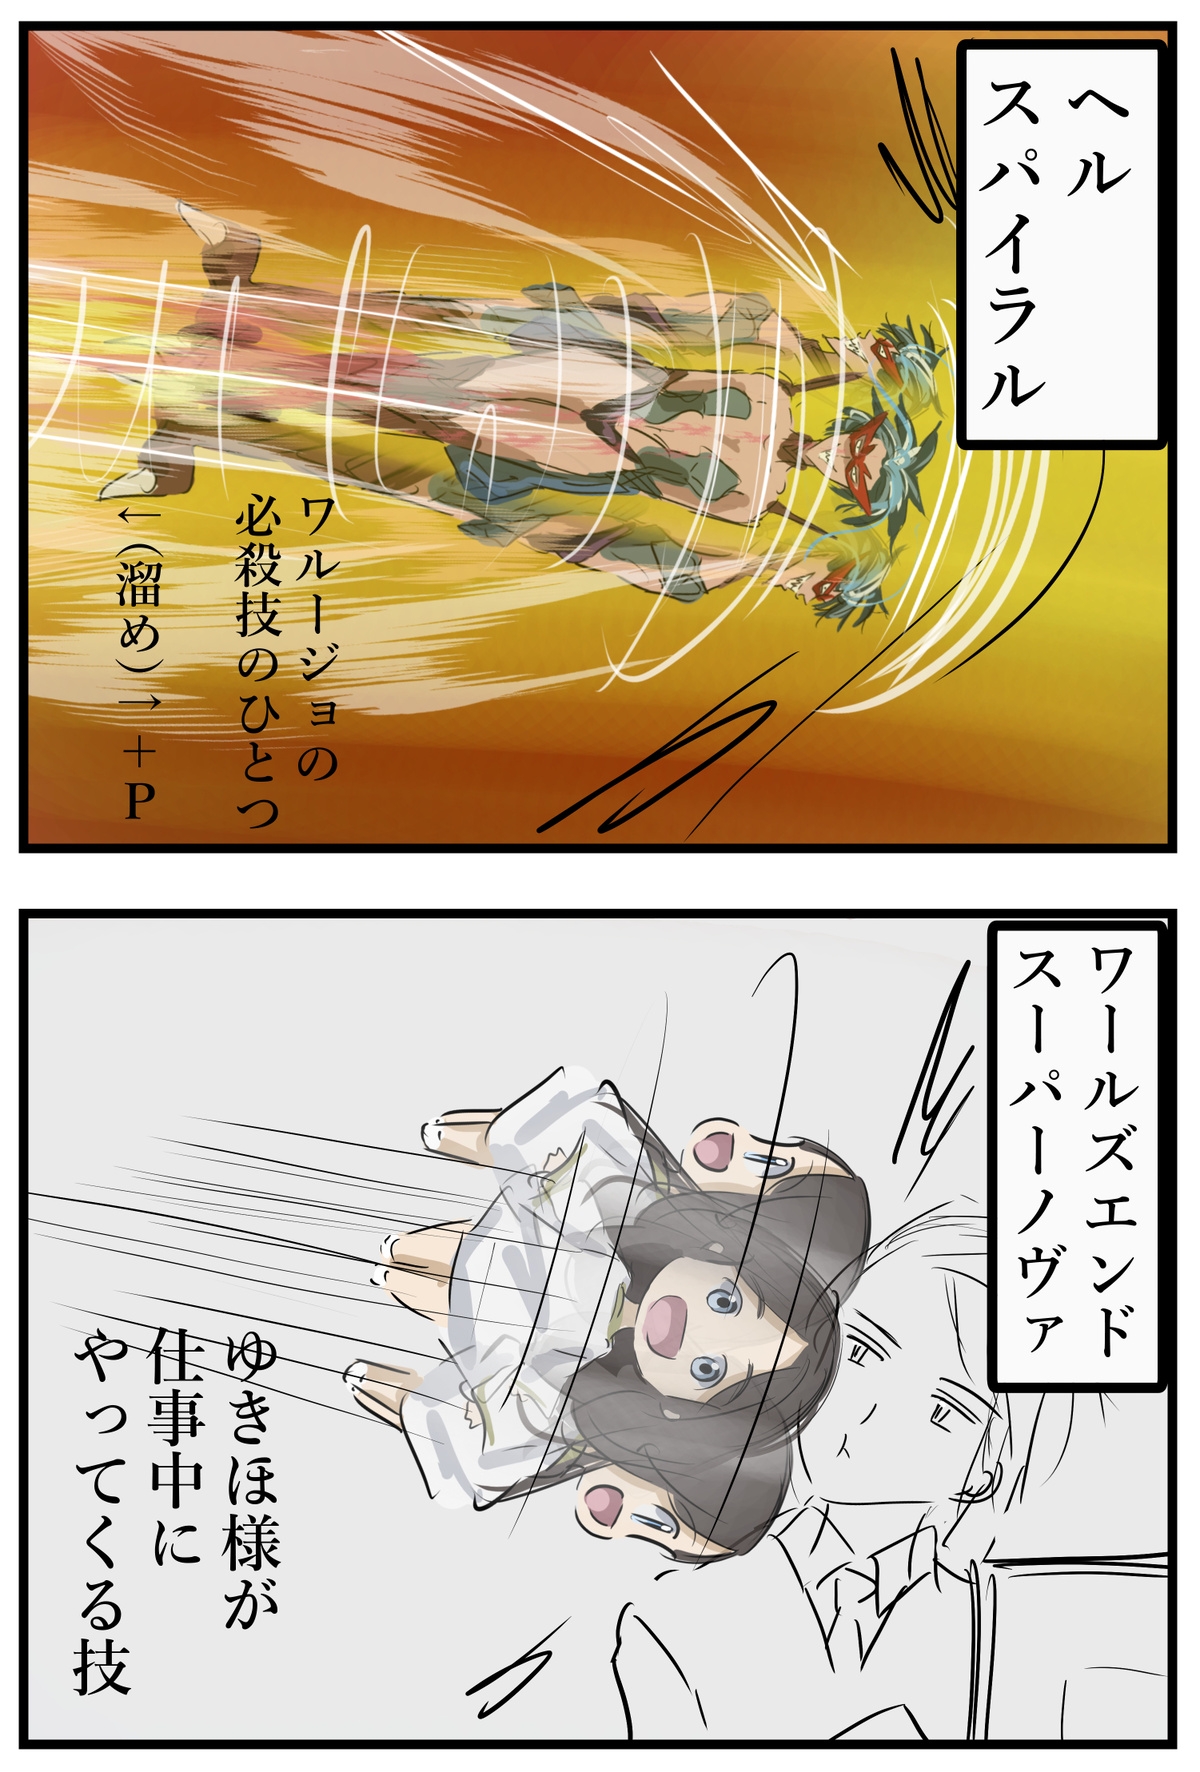 ヘル
スパイラル
ワルージョの
必殺技のひとつ
←(溜め)→＋P
ワールズエンド
スーパーノヴァ
ゆきほ様が
仕事中に
やってくる技